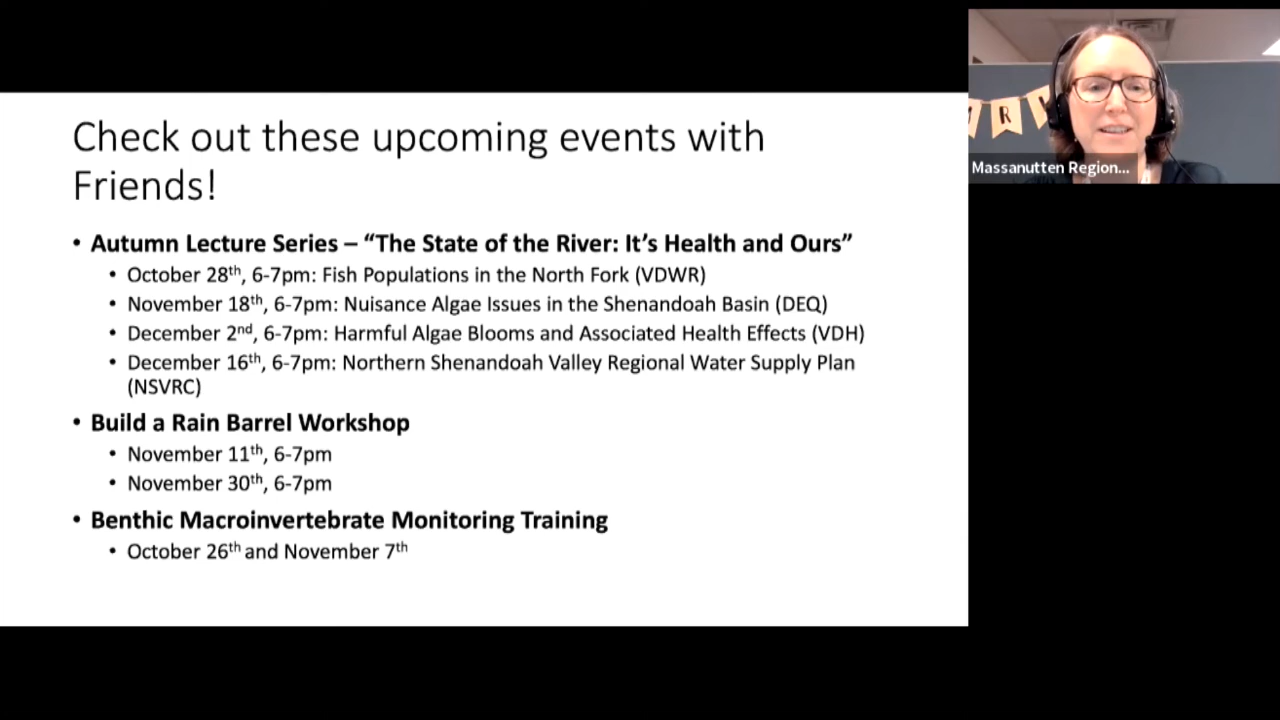 Check out these upcoming events with
Friends!
• Autumn Lecture Series – “The State of the River: It’s Health and Ours”
• October 28th, 6-7pm: Fish Populations in the North Fork (VDWR)
• November 18th, 6-7pm: Nuisance Algae Issues in the Shenandoah Basin (DEQ)
• December 2nd, 6-7pm: Harmful Algae Blooms and Associated Health Effects (VDH)
• December 16th, 6-7pm: Northern Shenandoah Valley Regional Water Supply Plan
(NSVRC)
• Build a Rain Barrel Workshop
• November 11th, 6-7pm
• November 30th, 6-7pm
• Benthic Macroinvertebrate Monitoring Training
• October 26th and November 7th
Massanutten Region...